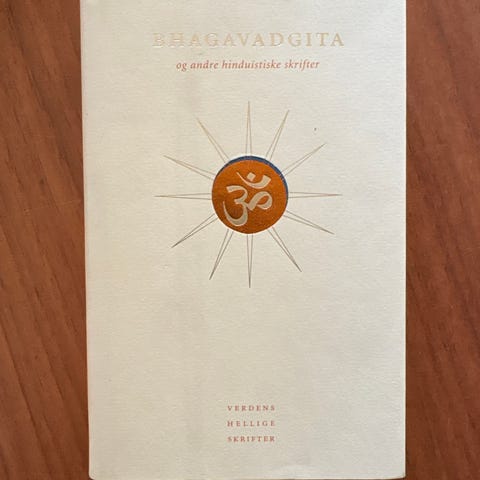 BHAGAVADGITA
og andre hinduistiske skrifter
ॐ
VERDENS
HELLIGE
SKRIFTER